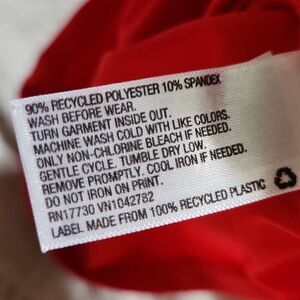 90% RECYCLED POLYESTER 10% SPANDEX
WASH BEFORE WEAR.
TURN GARMENT INSIDE OUT.
MACHINE WASH COLD WITH LIKE COLORS.
ONLY NON-CHLORINE BLEACH IF NEEDED.
GENTLE CYCLE. TUMBLE DRY LOW.
REMOVE PROMPTLY. COOL IRON IF NEEDED.
DO NOT IRON ON PRINT.
RN17730 VN1042782
LABEL MADE FROM 100% RECYCLED PLASTIC